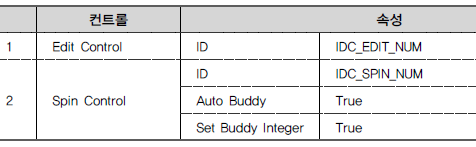 컨트롤 속성
1 Edit Control ID IDC_EDIT_NUM
ID IDC_SPIN_NUM
2 Spin Control Auto Buddy True
Set Buddy Integer True